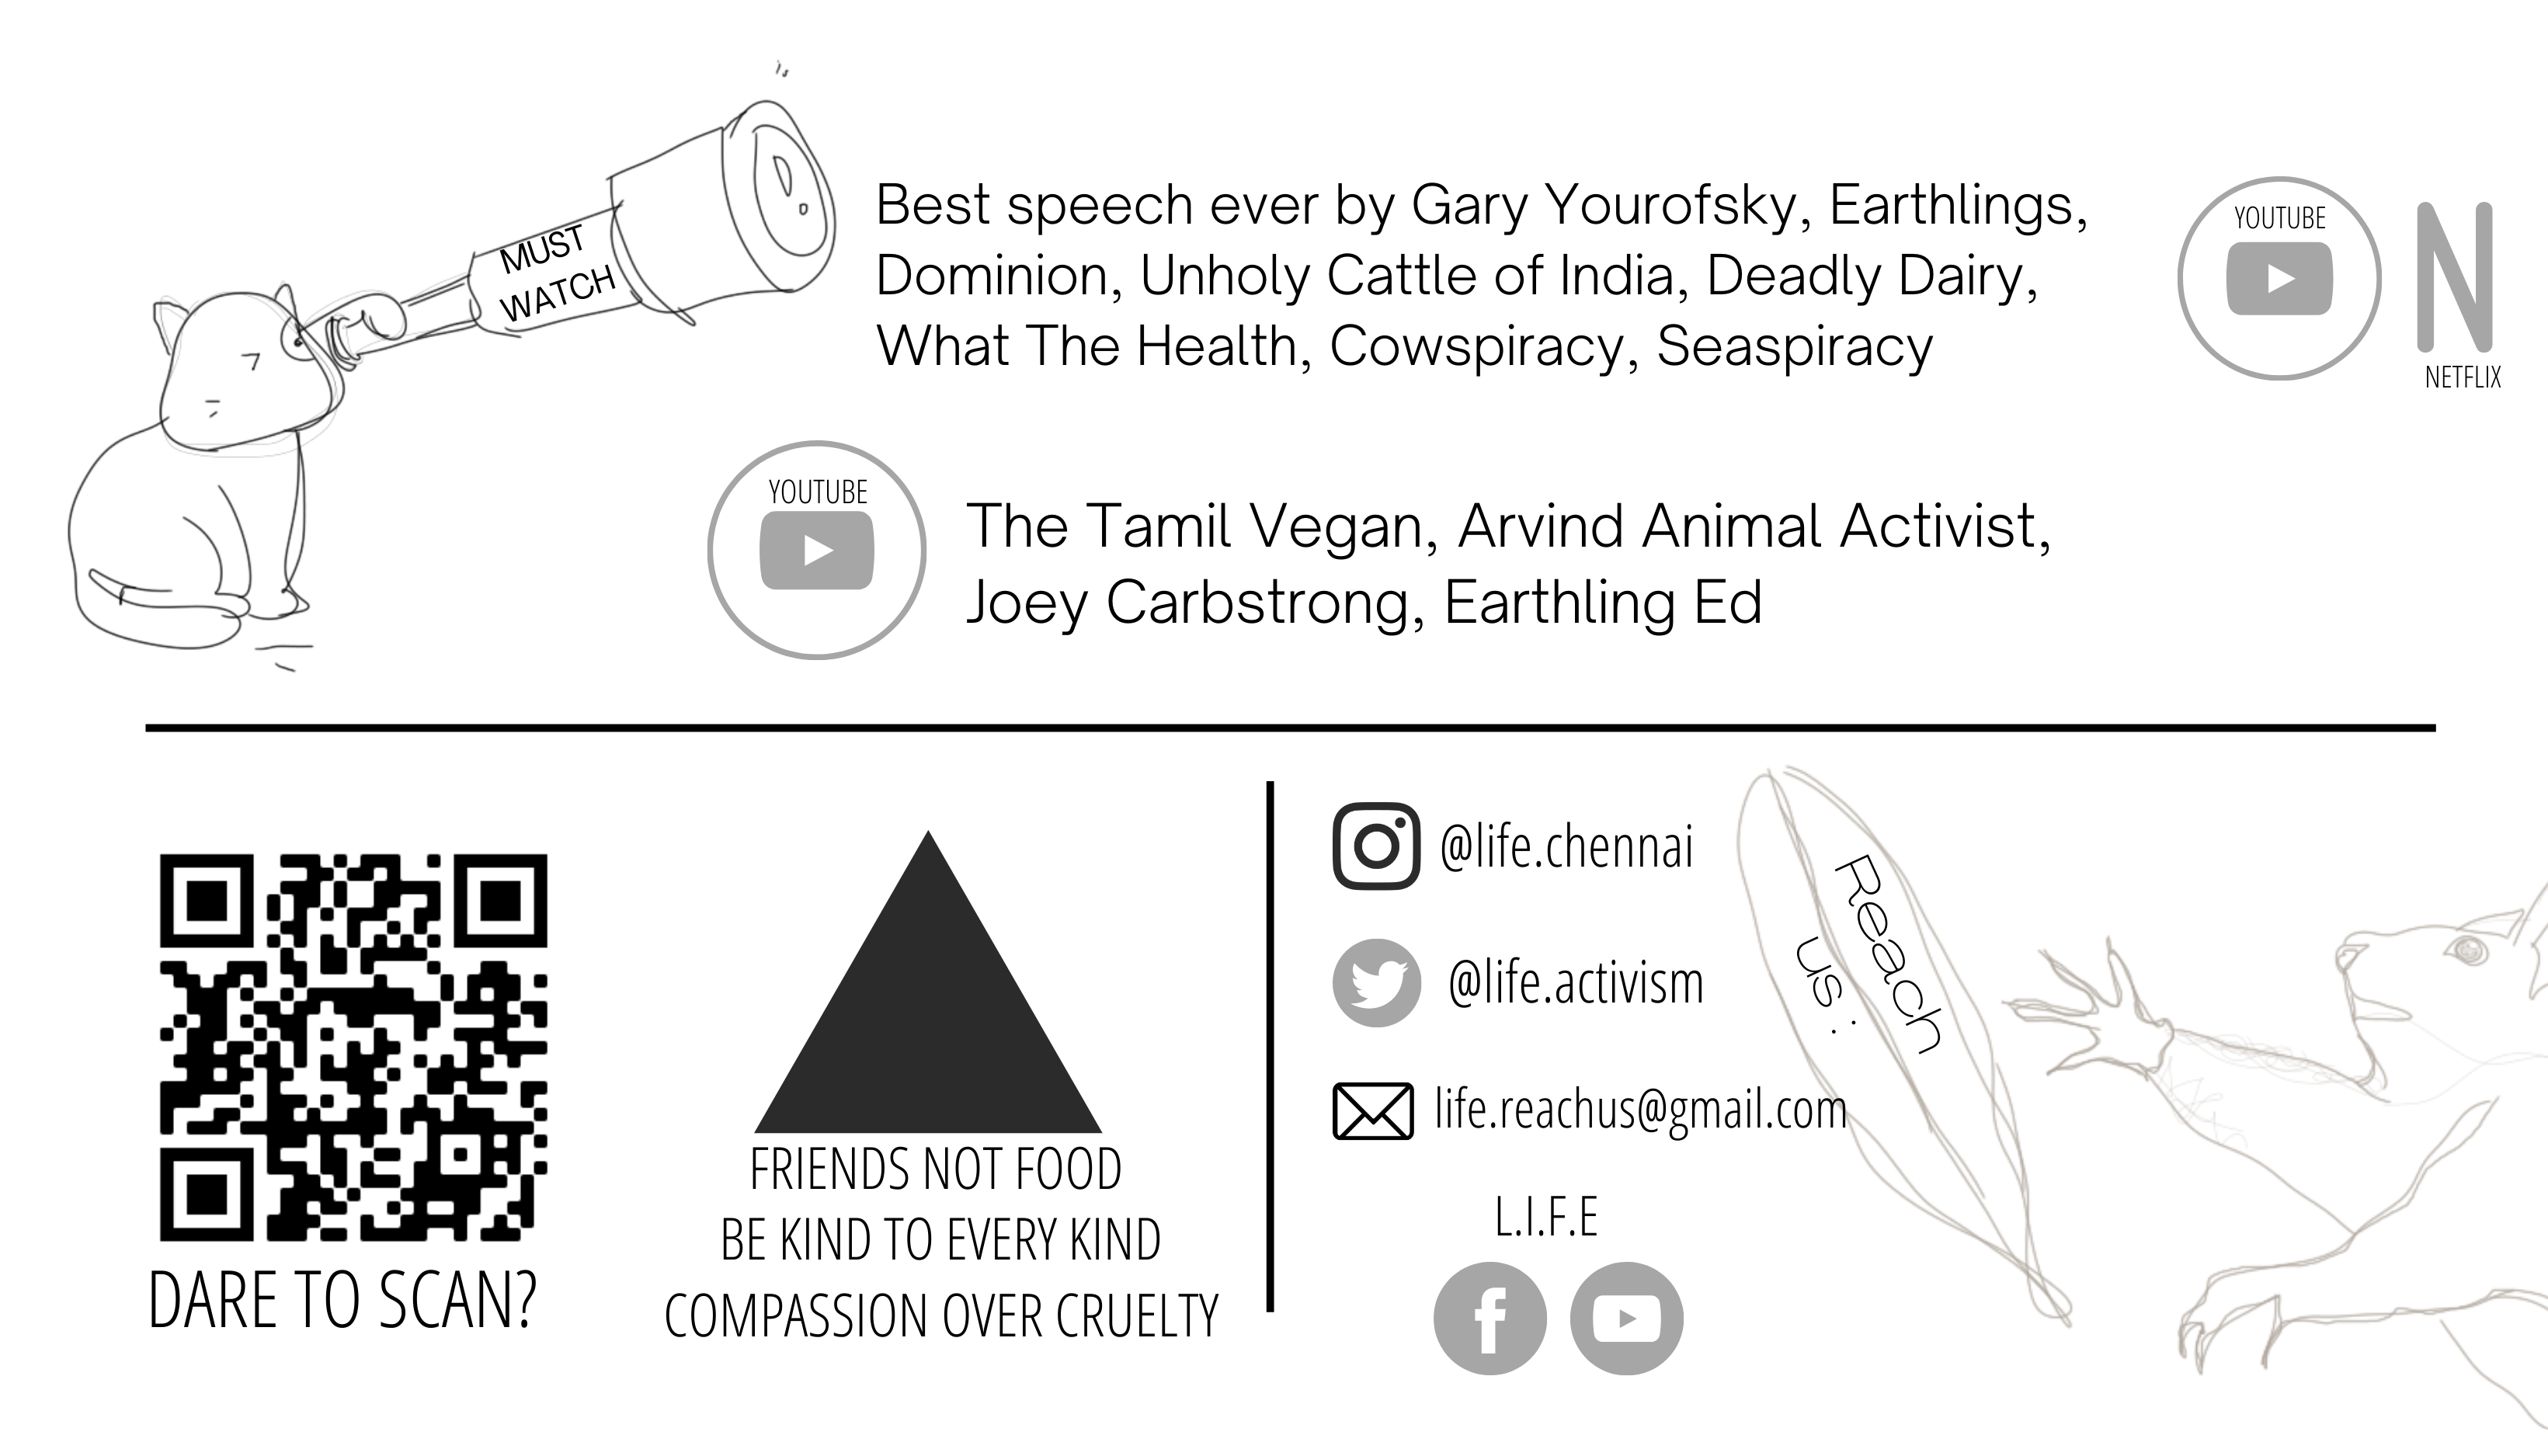 MUST
WATCH
Best speech ever by Gary Yourofsky, Earthlings,
Dominion, Unholy Cattle of India, Deadly Dairy,
What The Health, Cowspiracy, Seaspiracy
YOUTUBE
NETFLIX
YOUTUBE
The Tamil Vegan, Arvind Animal Activist,
Joey Carbstrong, Earthling Ed
DARE TO SCAN?
FRIENDS NOT FOOD
BE KIND TO EVERY KIND
COMPASSION OVER CRUELTY
@life.chennai
@life.activism
life.reachus@gmail.com
L.I.F.E
Reach
us :